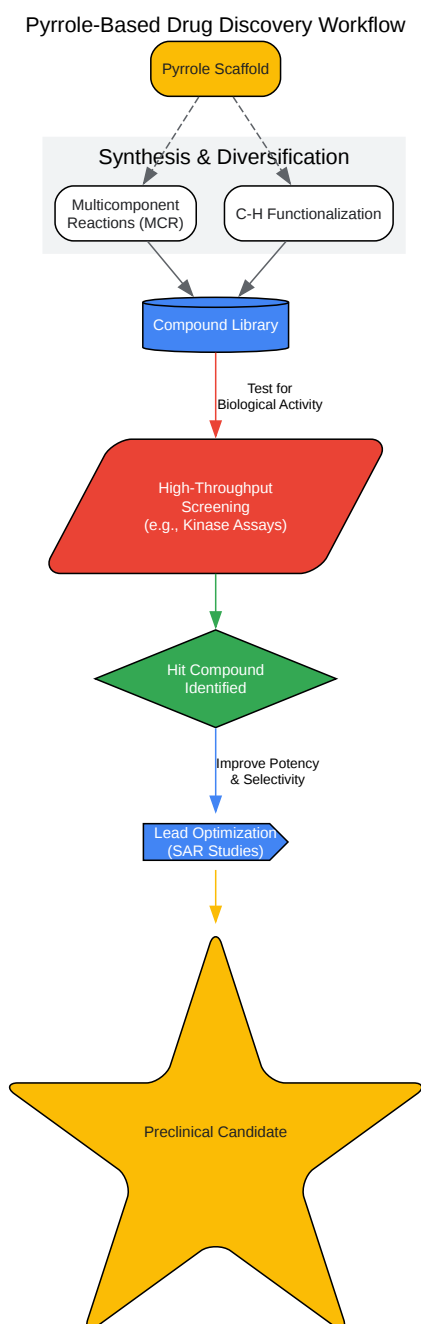 Pyrrole-Based Drug Discovery Workflow
Pyrrole Scaffold
Synthesis & Diversification
Multicomponent
Reactions (MCR)
C-H Functionalization
Compound Library
Test for
Biological Activity
High-Throughput
Screening
(e.g., Kinase Assays)
Hit Compound
Identified
Improve Potency
& Selectivity
Lead Optimization
(SAR Studies)
Preclinical Candidate